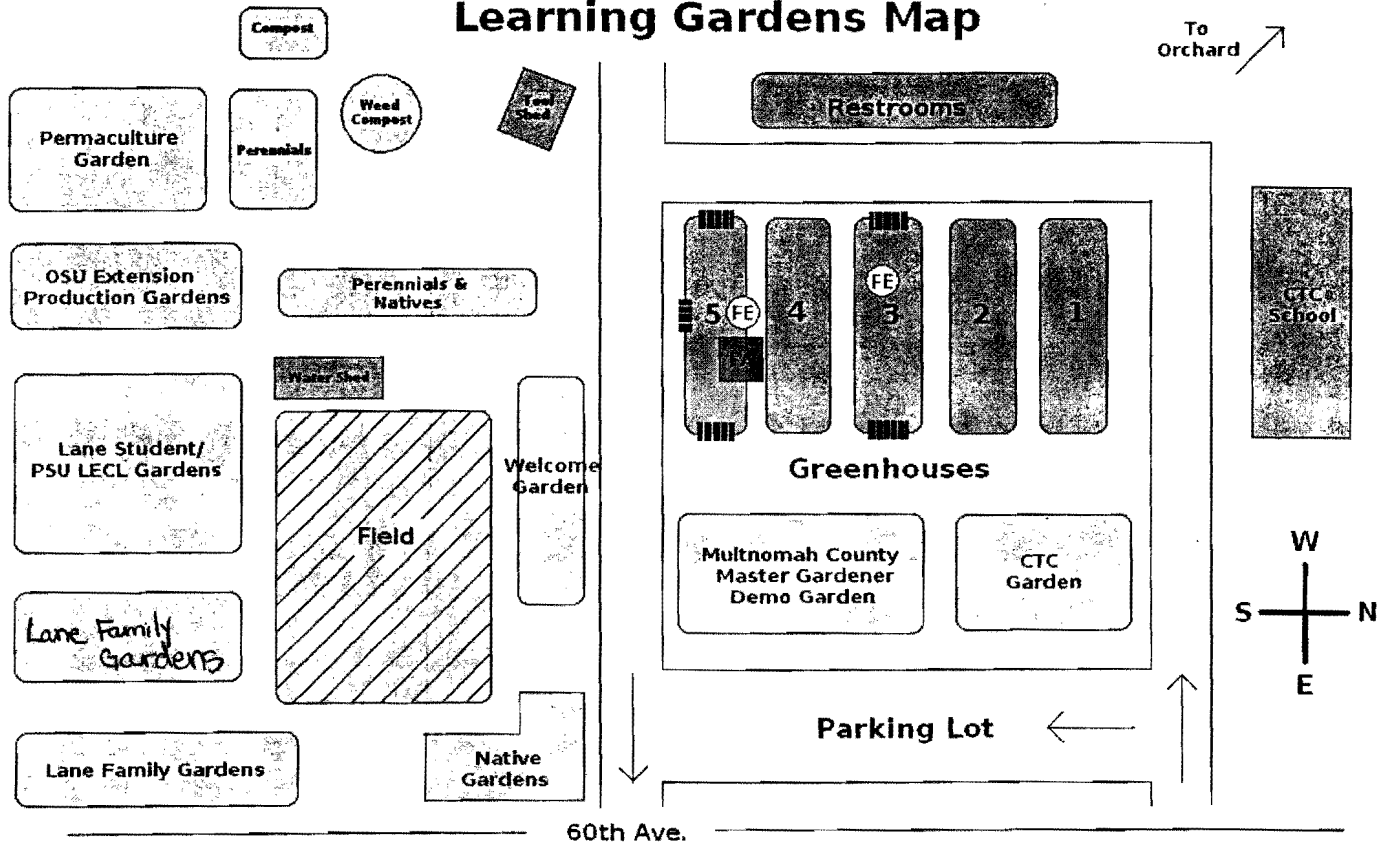 Learning Gardens Map
To
Orchard
Compost
Weed
Compost
Tool
Shed
Restrooms
Permaculture
Garden
Perennials
OSU Extension
Production Gardens
Perennials &
Natives
5
FE
4
FE
3
2
1
CTC
School
Water Shed
Lane Student/
PSU LECL Gardens
Welcome
Garden
Greenhouses
Field
Multnomah County
Master Gardener
Demo Garden
CTC
Garden
W
S
N
E
Lane Family
Gardens
Parking Lot
Lane Family Gardens
Native
Gardens
60th Ave.